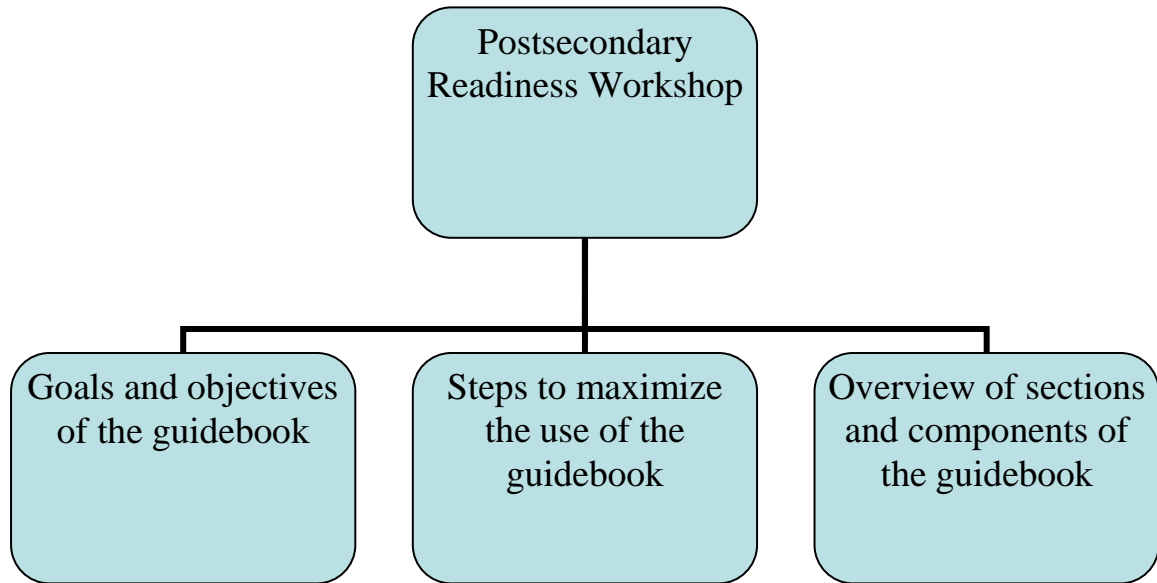 Postsecondary
Readiness Workshop
Goals and objectives
of the guidebook
Steps to maximize
the use of the
guidebook
Overview of sections
and components of
the guidebook